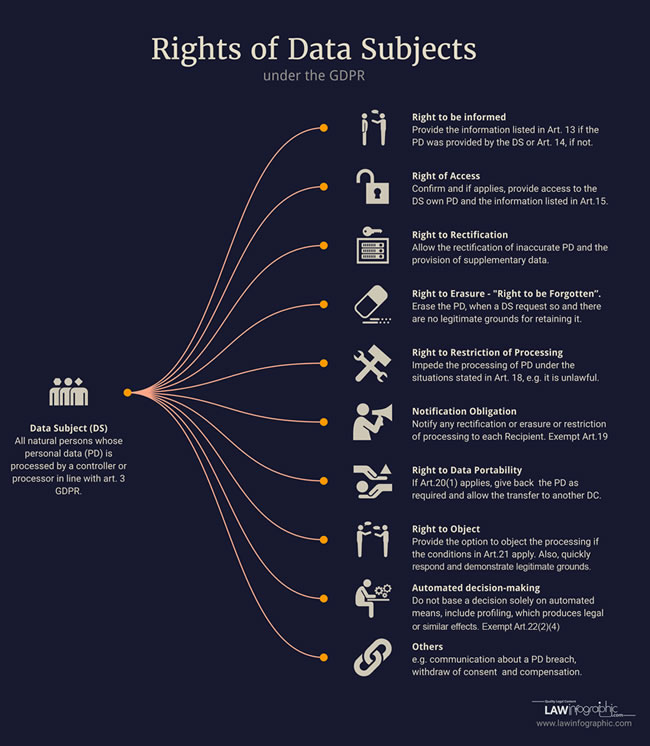 Rights of Data Subjects
under the GDPR
Right to be informed
Provide the information listed in Art. 13 if the
PD was provided by the DS or Art. 14, if not.
Right of Access
Confirm and if applies, provide access to the
DS own PD and the information listed in Art.15.
Right to Rectification
Allow the rectification of inaccurate PD and the
provision of supplementary data.
Right to Erasure - "Right to be Forgotten”.
Erase the PD, when a DS request so and there
are no legitimate grounds for retaining it.
Right to Restriction of Processing
Impede the processing of PD under the
situations stated in Art. 18, e.g. it is unlawful.
Data Subject (DS)
All natural persons whose
personal data (PD) is
processed by a controller or
processor in line with art. 3
GDPR.
Notification Obligation
Notify any rectification or erasure or restriction
of processing to each Recipient. Exempt Art.19
Right to Data Portability
If Art.20(1) applies, give back the PD as
required and allow the transfer to another DC.
Right to Object
Provide the option to object the processing if
the conditions in Art.21 apply. Also, quickly
respond and demonstrate legitimate grounds.
Automated decision-making
Do not base a decision solely on automated
means, include profiling, which produces legal
or similar effects. Exempt Art.22(2)(4)
Others
e.g. communication about a PD breach,
withdraw of consent and compensation.
Quality Legal Content
LAWinfographic.com
www.lawinfographic.com